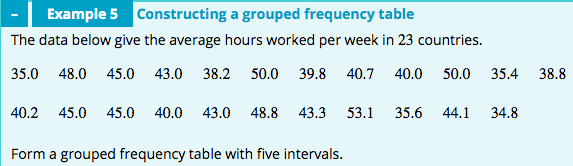 – Example 5 Constructing a grouped frequency table
The data below give the average hours worked per week in 23 countries.
35.0 48.0 45.0 43.0 38.2 50.0 39.8 40.7 40.0 50.0 35.4 38.8
40.2 45.0 45.0 40.0 43.0 48.8 43.3 53.1 35.6 44.1 34.8
Form a grouped frequency table with five intervals.